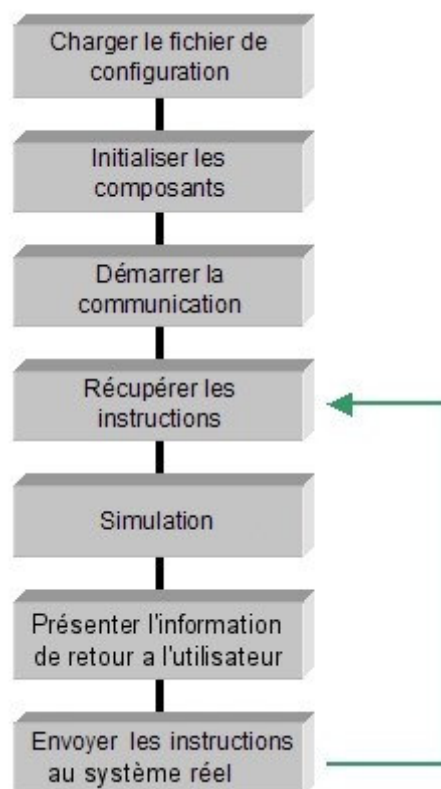 Charger le fichier de
configuration
Initialiser les
composants
Démarrer la
communication
Récupérer les
instructions
Simulation
Présenter l'information
de retour a l'utilisateur
Envoyer les instructions
au système réel